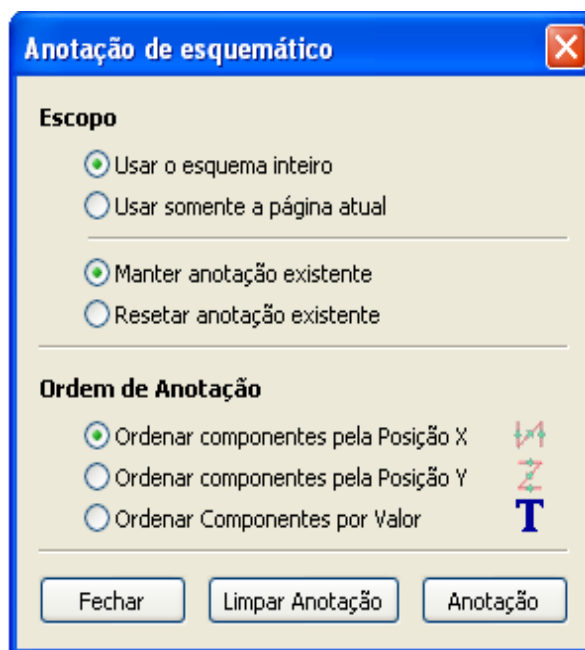 Anotação de esquemático
Escopo
Usar o esquema inteiro
Usar somente a página atual
Manter anotação existente
Resetar anotação existente
Ordem de Anotação
Ordenar componentes pela Posição X
Ordenar componentes pela Posição Y
Ordenar Componentes por Valor T
Fechar Limpar Anotação Anotação